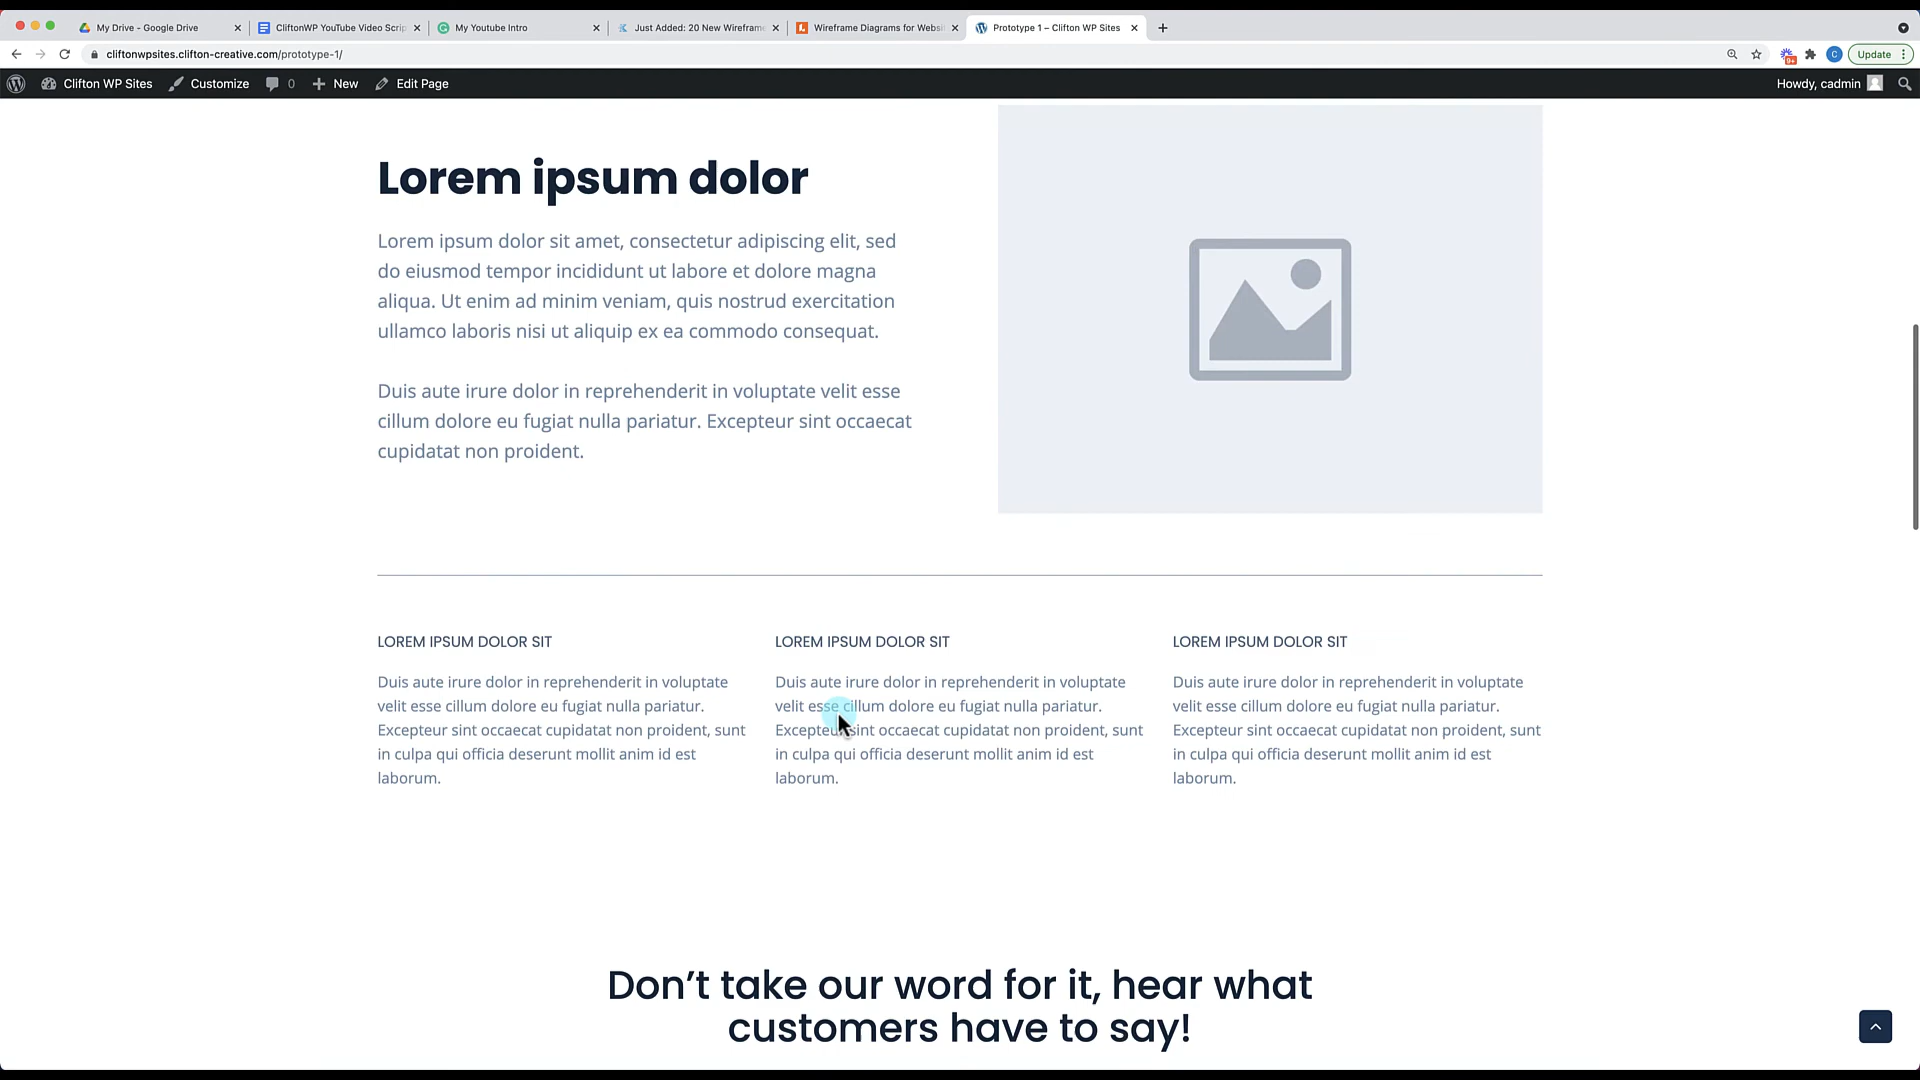 My Drive - Google Drive
CliftonWP YouTube Video Scrip
My Youtube Intro
Just Added: 20 New Wireframe
Wireframe Diagrams for Websi
Prototype 1 – Clifton WP Sites
cliftonwpsites.clifton-creative.com/prototype-1/
9+
C
Update
Clifton WP Sites
Customize
0
New
Edit Page
Howdy, cadmin
Lorem ipsum dolor
Lorem ipsum dolor sit amet, consectetur adipiscing elit, sed
do eiusmod tempor incididunt ut labore et dolore magna
aliqua. Ut enim ad minim veniam, quis nostrud exercitation
ullamco laboris nisi ut aliquip ex ea commodo consequat.
Duis aute irure dolor in reprehenderit in voluptate velit esse
cillum dolore eu fugiat nulla pariatur. Excepteur sint occaecat
cupidatat non proident.
LOREM IPSUM DOLOR SIT
Duis aute irure dolor in reprehenderit in voluptate
velit esse cillum dolore eu fugiat nulla pariatur.
Excepteur sint occaecat cupidatat non proident, sunt
in culpa qui officia deserunt mollit anim id est
laborum.
LOREM IPSUM DOLOR SIT
Duis aute irure dolor in reprehenderit in voluptate
velit esse cillum dolore eu fugiat nulla pariatur.
Excepteur sint occaecat cupidatat non proident, sunt
in culpa qui officia deserunt mollit anim id est
laborum.
LOREM IPSUM DOLOR SIT
Duis aute irure dolor in reprehenderit in voluptate
velit esse cillum dolore eu fugiat nulla pariatur.
Excepteur sint occaecat cupidatat non proident, sunt
in culpa qui officia deserunt mollit anim id est
laborum.
Don’t take our word for it, hear what
customers have to say!